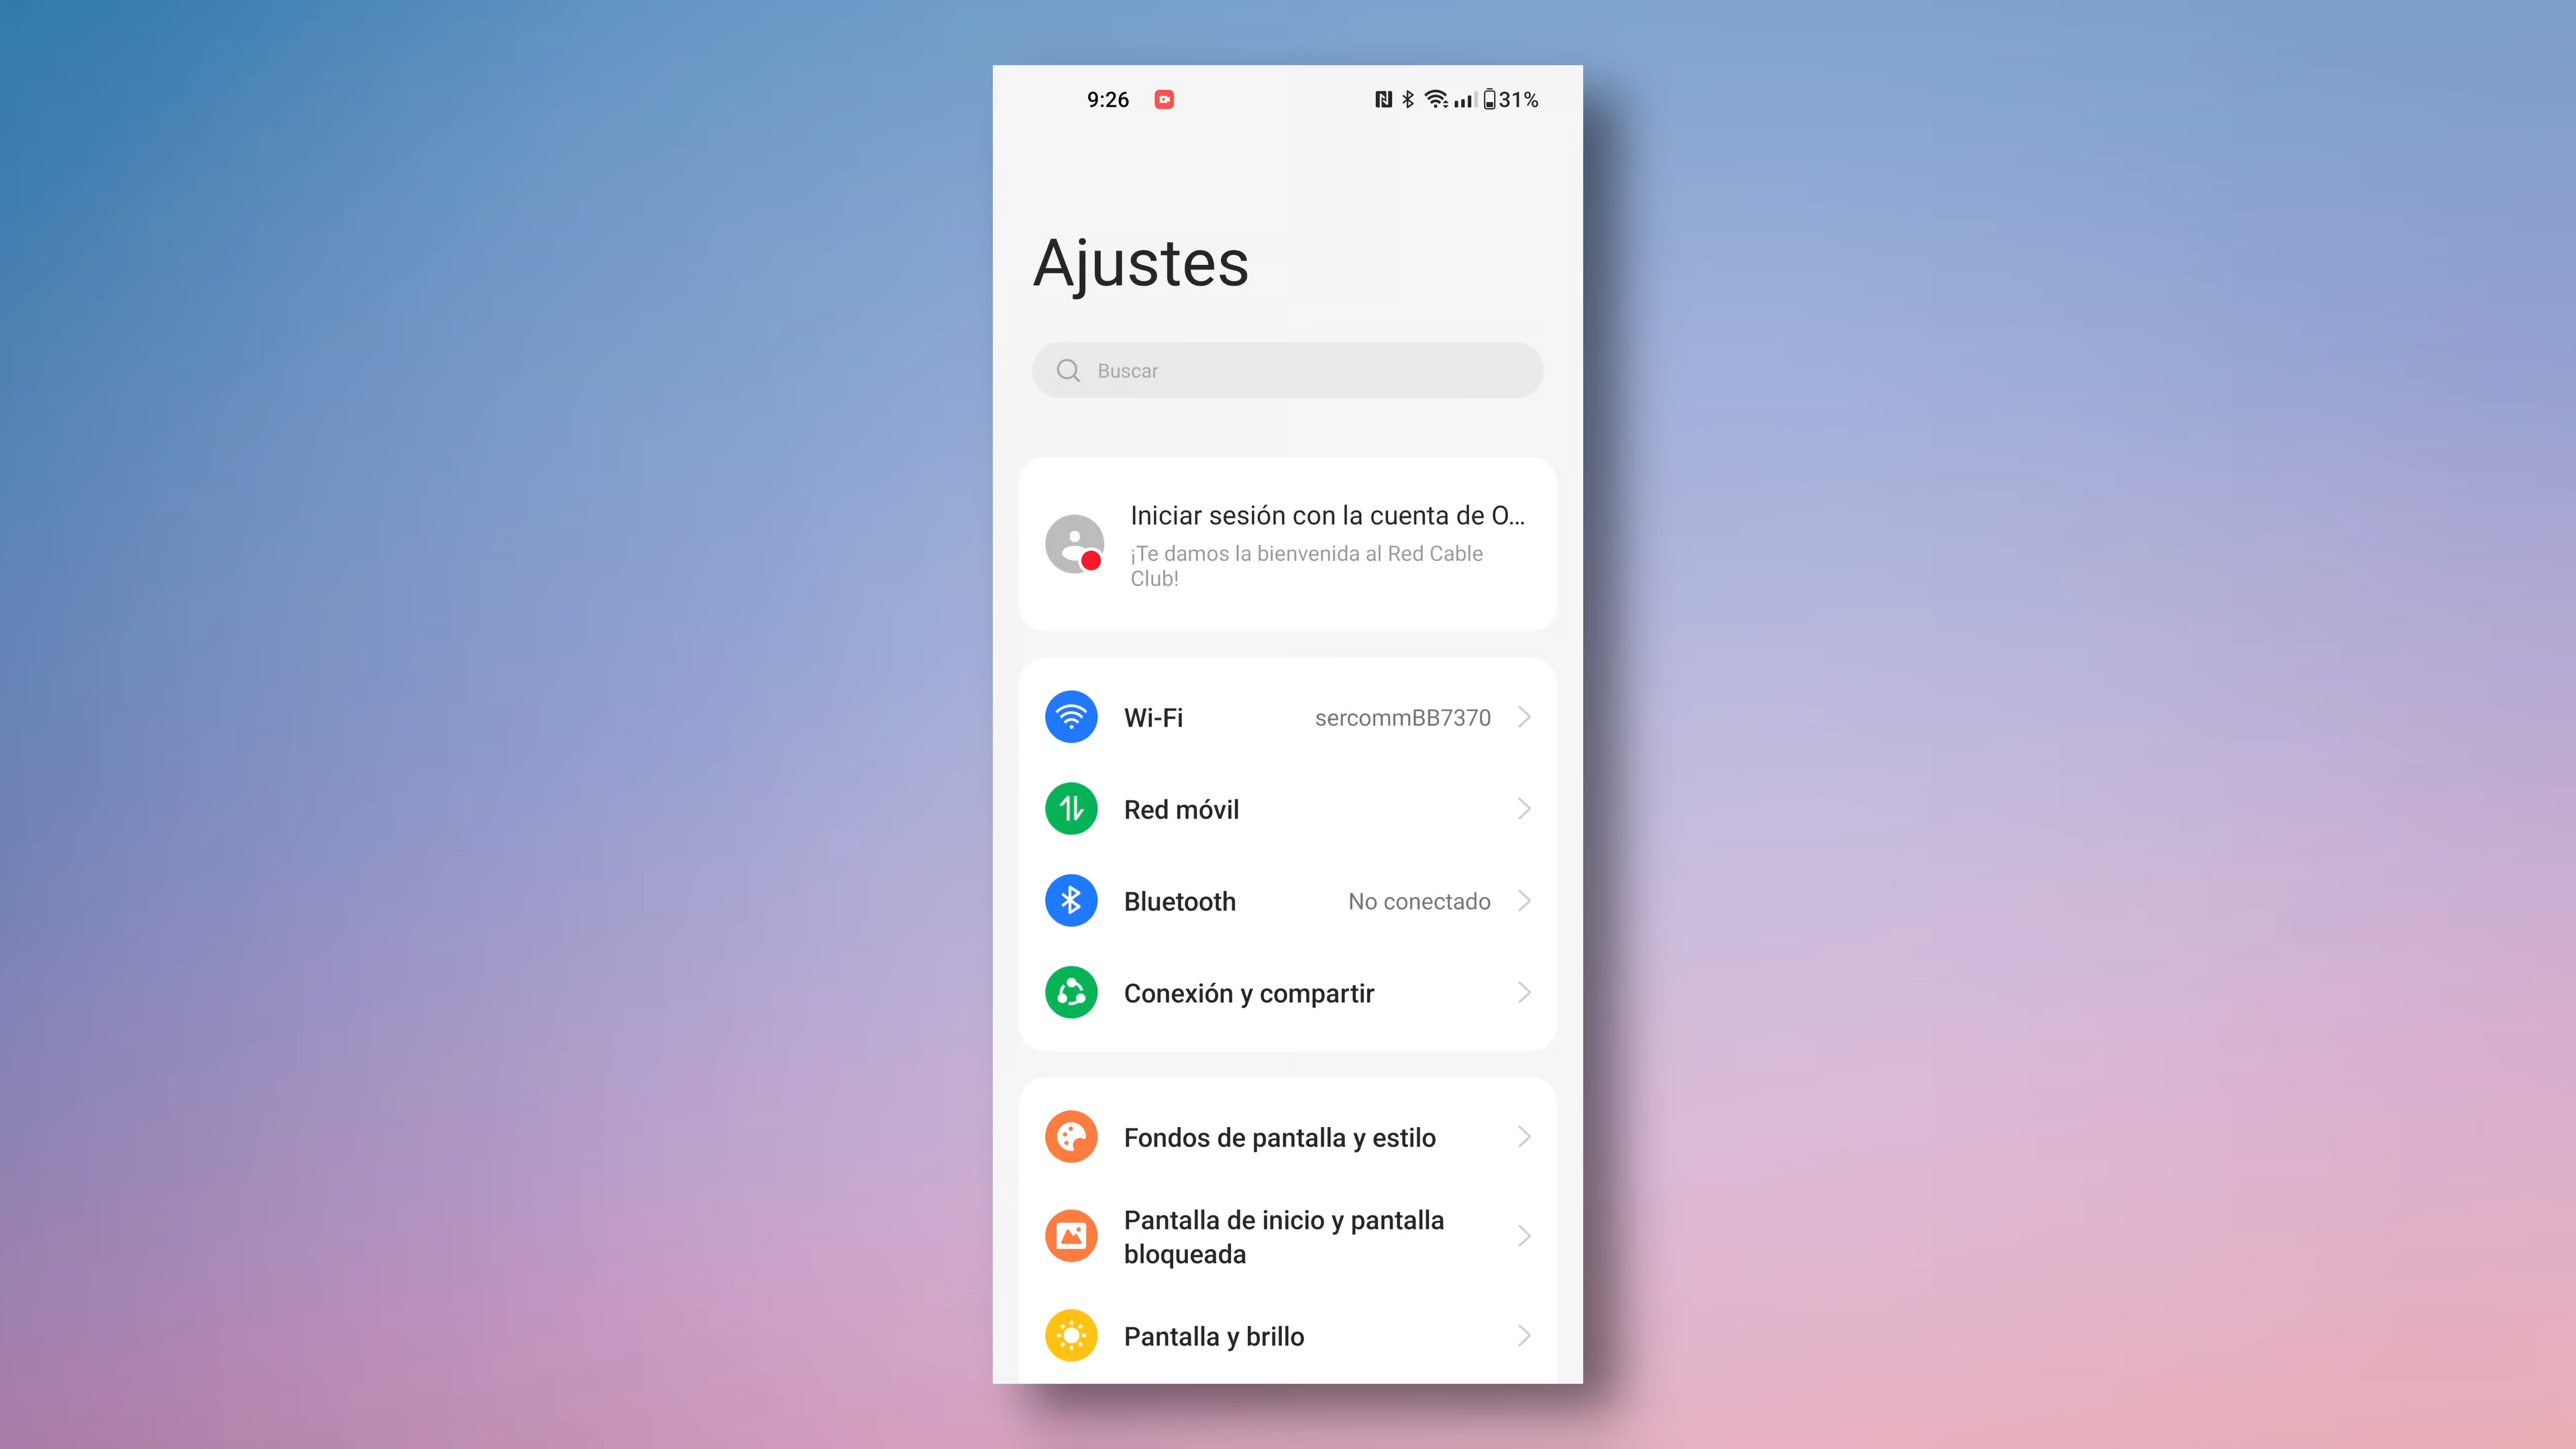 9:26
31%
Ajustes
Buscar
Iniciar sesión con la cuenta de O...
¡Te damos la bienvenida al Red Cable
Club!
Wi-Fi
sercommBB7370
Red móvil
Bluetooth
No conectado
Conexión y compartir
Fondos de pantalla y estilo
Pantalla de inicio y pantalla
bloqueada
Pantalla y brillo